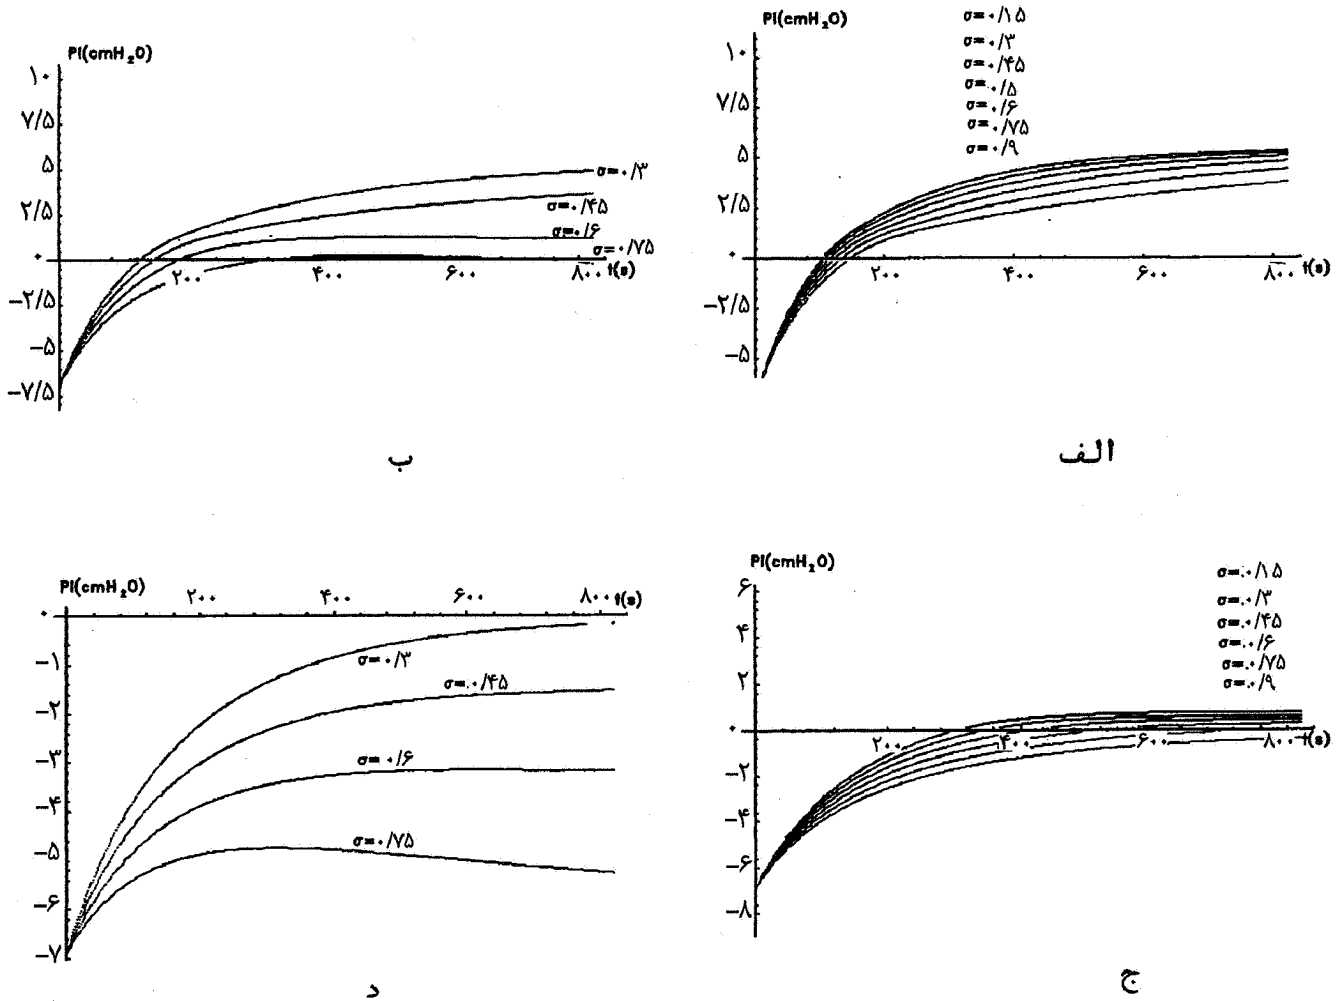 PI(cmH₂O)
σ=۰/۱۵
σ=۰/۳
σ=۰/۴۵
σ=۰/۵
σ=۰/۶
σ=۰/۷۵
σ=۰/۹
۱۰
۷/۵
۵
۲/۵
۰
-۲/۵
-۵
۲۰۰ ۴۰۰ ۶۰۰ ۸۰۰ t(s)
الف
PI(cmH₂O)
۱۰
۷/۵
۵
۲/۵
۰
-۲/۵
-۵
-۷/۵
σ=۰/۳
σ=۰/۴۵
σ=۰/۶
σ=۰/۷۵
۲۰۰ ۴۰۰ ۶۰۰ ۸۰۰ t(s)
ب
PI(cmH₂O)
σ=۰/۱۵
σ=۰/۳
σ=۰/۴۵
σ=۰/۶
σ=۰/۷۵
σ=۰/۹
۶
۴
۲
۰
-۲
-۴
-۶
-۸
۲۰۰ ۴۰۰ ۶۰۰ ۸۰۰ t(s)
ج
PI(cmH₂O)
۲۰۰ ۴۰۰ ۶۰۰ ۸۰۰ t(s)
۰
-۱
-۲
-۳
-۴
-۵
-۶
-۷
σ=۰/۳
σ=۰/۴۵
σ=۰/۶
σ=۰/۷۵
د